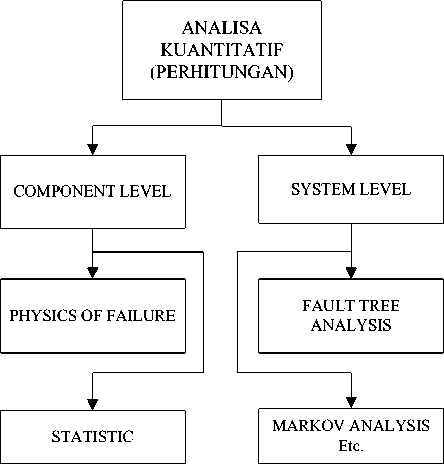 ANALISA
KUANTITATIF
(PERHITUNGAN)
COMPONENT LEVEL
SYSTEM LEVEL
PHYSICS OF FAILURE
FAULT TREE
ANALYSIS
STATISTIC
MARKOV ANALYSIS
Etc.